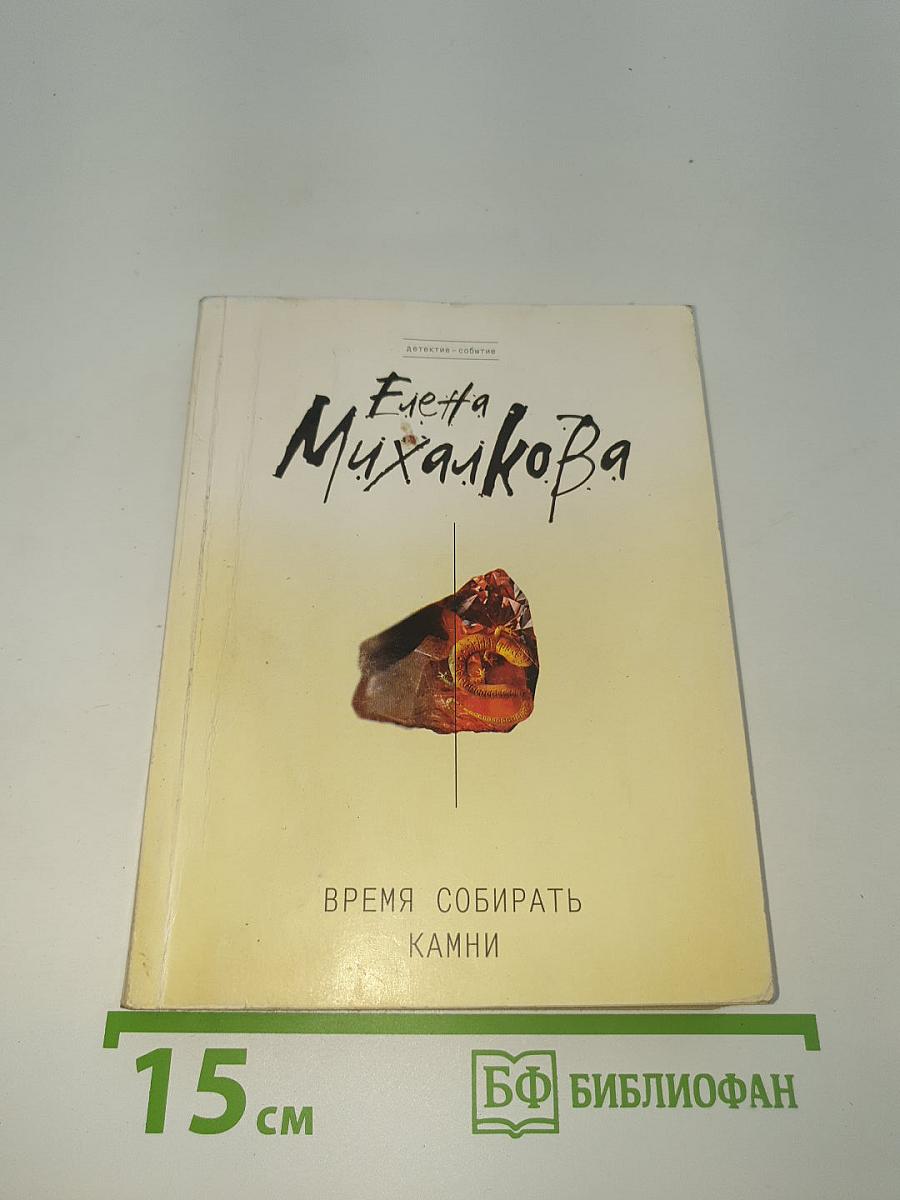 детектив-событие
Елена
Михалкова
ВРЕМЯ СОБИРАТЬ
КАМНИ
15 см
БФ БИБЛИОФАН